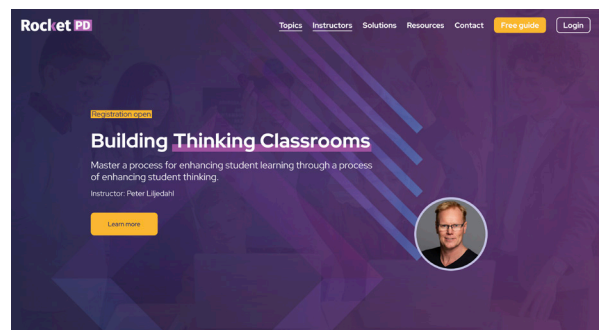 Rocket PD
Topics Instructors Solutions Resources Contact Free guide Login
Registration open
Building Thinking Classrooms
Master a process for enhancing student learning through a process
of enhancing student thinking.
Instructor: Peter Liljedahl
Learn more